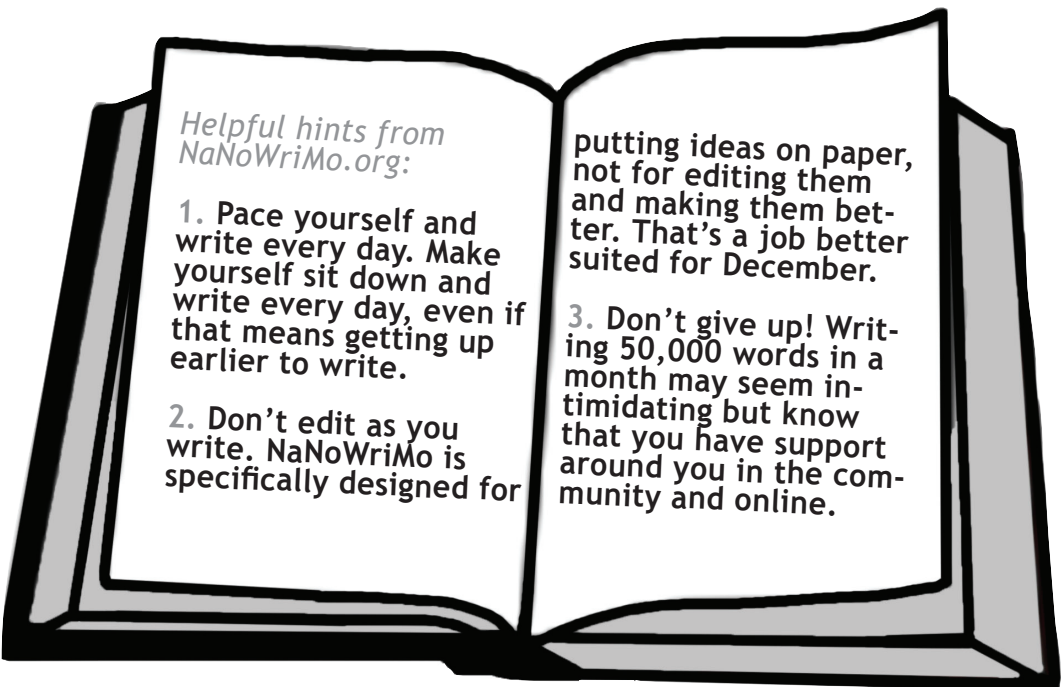 Helpful hints from
NaNoWriMo.org:
1. Pace yourself and
write every day. Make
yourself sit down and
write every day, even if
that means getting up
earlier to write.
2. Don’t edit as you
write. NaNoWriMo is
specifically designed for
putting ideas on paper,
not for editing them
and making them bet-
ter. That’s a job better
suited for December.
3. Don’t give up! Writ-
ing 50,000 words in a
month may seem in-
timidating but know
that you have support
around you in the com-
munity and online.